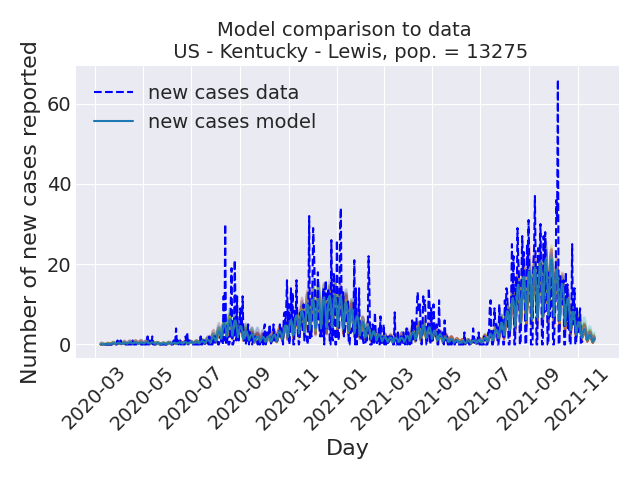 Model comparison to data
US - Kentucky - Lewis, pop. = 13275
Number of new cases reported
60
40
20
0
new cases data
new cases model
2020-03
2020-05
2020-07
2020-09
2020-11
2021-01
2021-03
2021-05
2021-07
2021-09
2021-11
Day